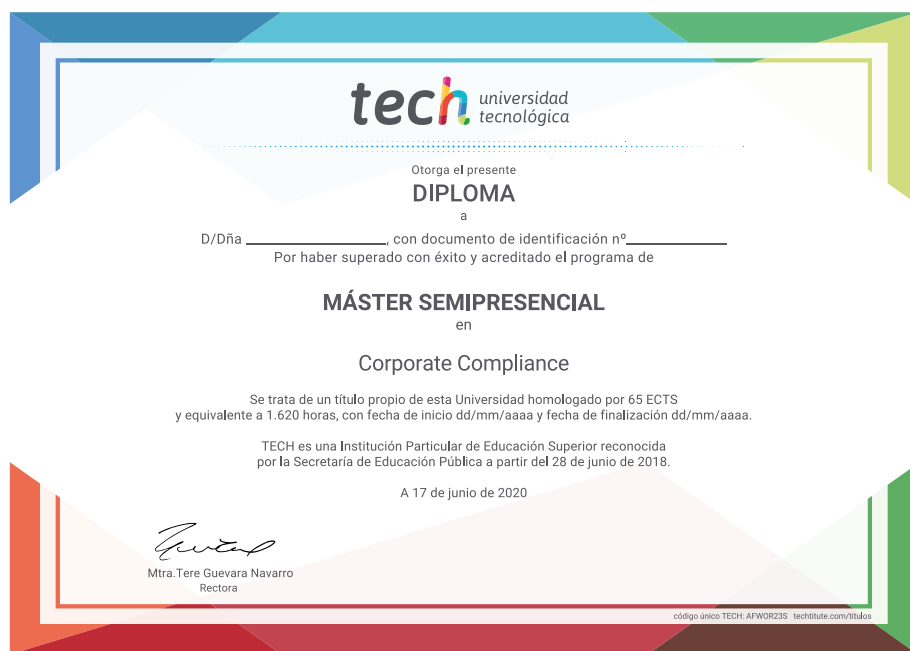 tech universidad
tecnológica
Otorga el presente
DIPLOMA
a
D/Dña ____________________, con documento de identificación nº______________
Por haber superado con éxito y acreditado el programa de
MÁSTER SEMIPRESENCIAL
en
Corporate Compliance
Se trata de un título propio de esta Universidad homologado por 65 ECTS
y equivalente a 1.620 horas, con fecha de inicio dd/mm/aaaa y fecha de finalización dd/mm/aaaa.
TECH es una Institución Particular de Educación Superior reconocida
por la Secretaría de Educación Pública a partir del 28 de junio de 2018.
A 17 de junio de 2020
Mtra.Tere Guevara Navarro
Rectora
código único TECH: AFWOR23S techtitute.com/titulos